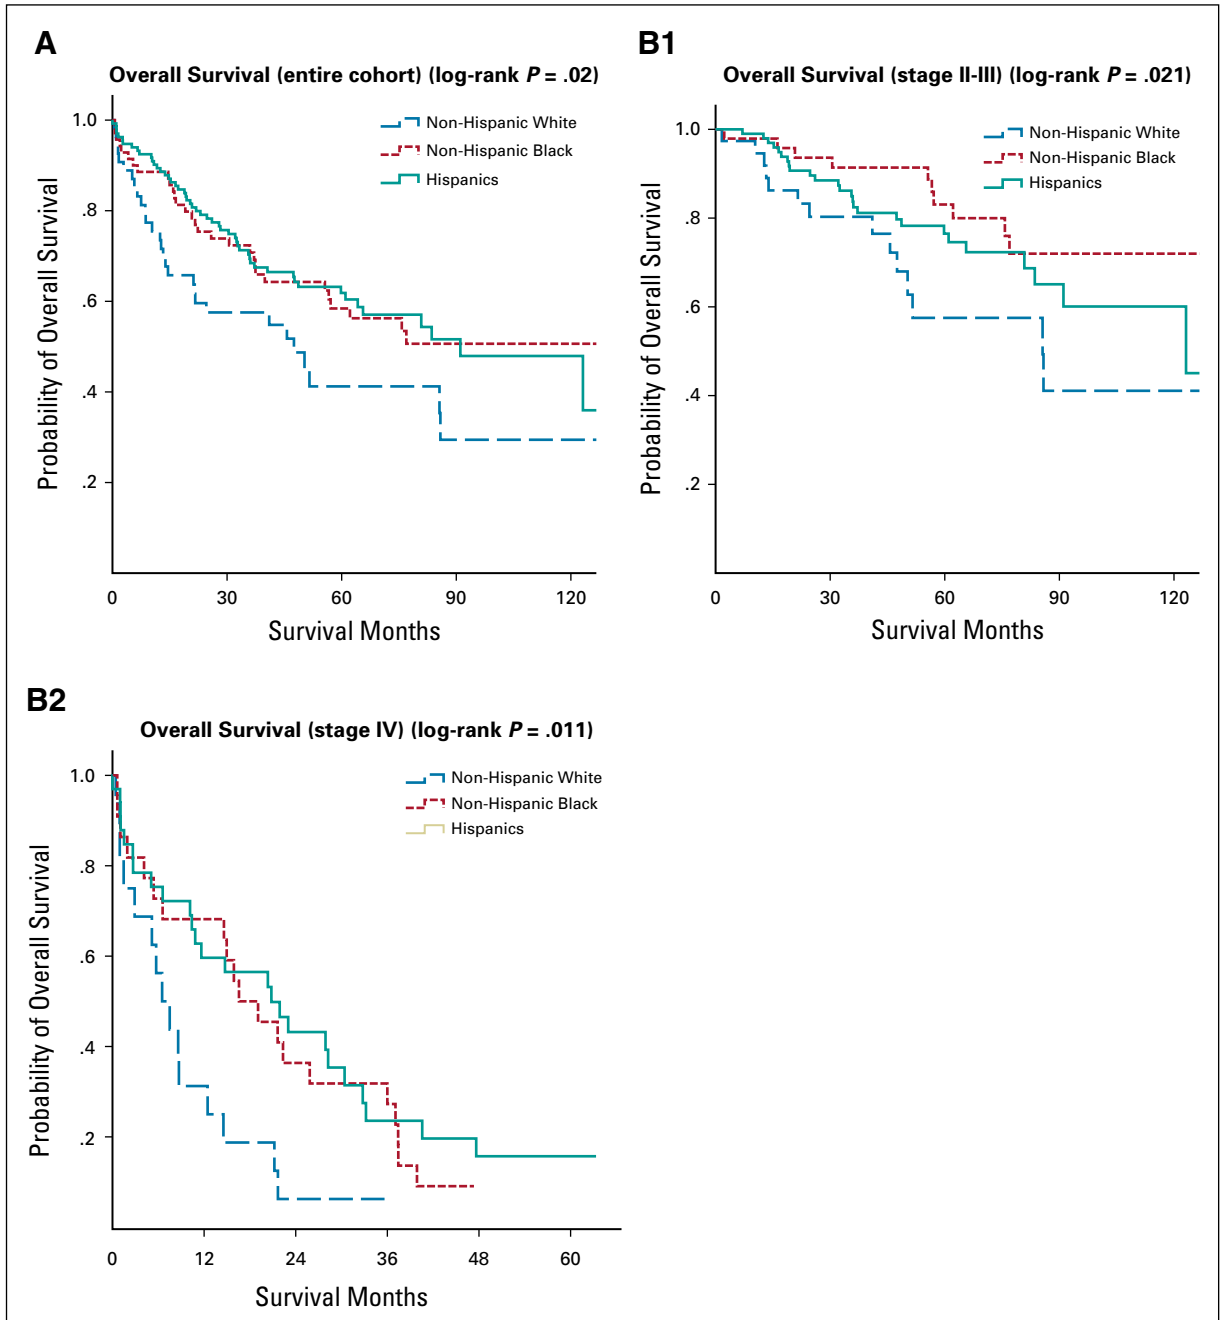 A
Overall Survival (entire cohort) (log-rank P = .02)
Non-Hispanic White
Non-Hispanic Black
Hispanics
Probability of Overall Survival
1.0
.8
.6
.4
.2
0 30 60 90 120
Survival Months
B1
Overall Survival (stage II-III) (log-rank P = .021)
Non-Hispanic White
Non-Hispanic Black
Hispanics
Probability of Overall Survival
1.0
.8
.6
.4
.2
0 30 60 90 120
Survival Months
B2
Overall Survival (stage IV) (log-rank P = .011)
Non-Hispanic White
Non-Hispanic Black
Hispanics
Probability of Overall Survival
1.0
.8
.6
.4
.2
0 12 24 36 48 60
Survival Months